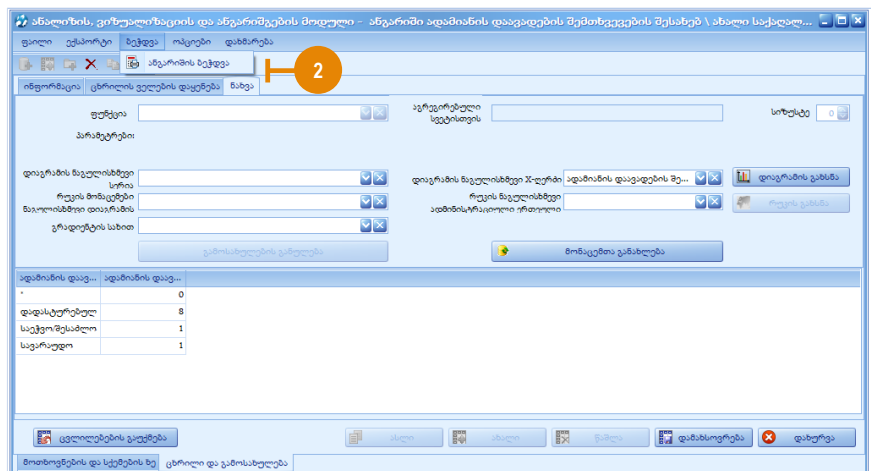 ანალიზის, ვიზუალიზაციის და ანგარიშგების მოდული - ანგარიში ადამიანის დაავადების შემთხვევების შესახებ \ ახალი საქაღალ...
ფაილი ექსპორტი ბეჭდვა ოპციები დახმარება
ანგარიშის ბეჭდვა
2
ინფორმაცია ცხრილის ველების დაყენება ნახვა
ფუნქცია აგრეგირებული სვეტისთვის სიზუსტე 0
პარამეტრები:
დიაგრამის ნაგულისხმევი სერია დიაგრამის ნაგულისხმევი X-ღერძი ადამიანის დაავადების შე... დიაგრამის გახსნა
რუკის მონაცემები ნაგულისხმევი დიაგრამის რუკის ნაგულისხმევი ადმინისტრაციული ერთეული რუკის გახსნა
გრადიენტის სახით
გამოსახულების განულება მონაცემთა განახლება
ადამიანის დაავ... ადამიანის დაავ...
- 0
დადასტურებულ 8
საეჭვო/შესაძლო 1
სავარაუდო 1
ცვლილებების გაუქმება ასლი ახალი წაშლა დამახსოვრება დახურვა
მოთხოვნების და სქემების ხე ცხრილი და გამოსახულება